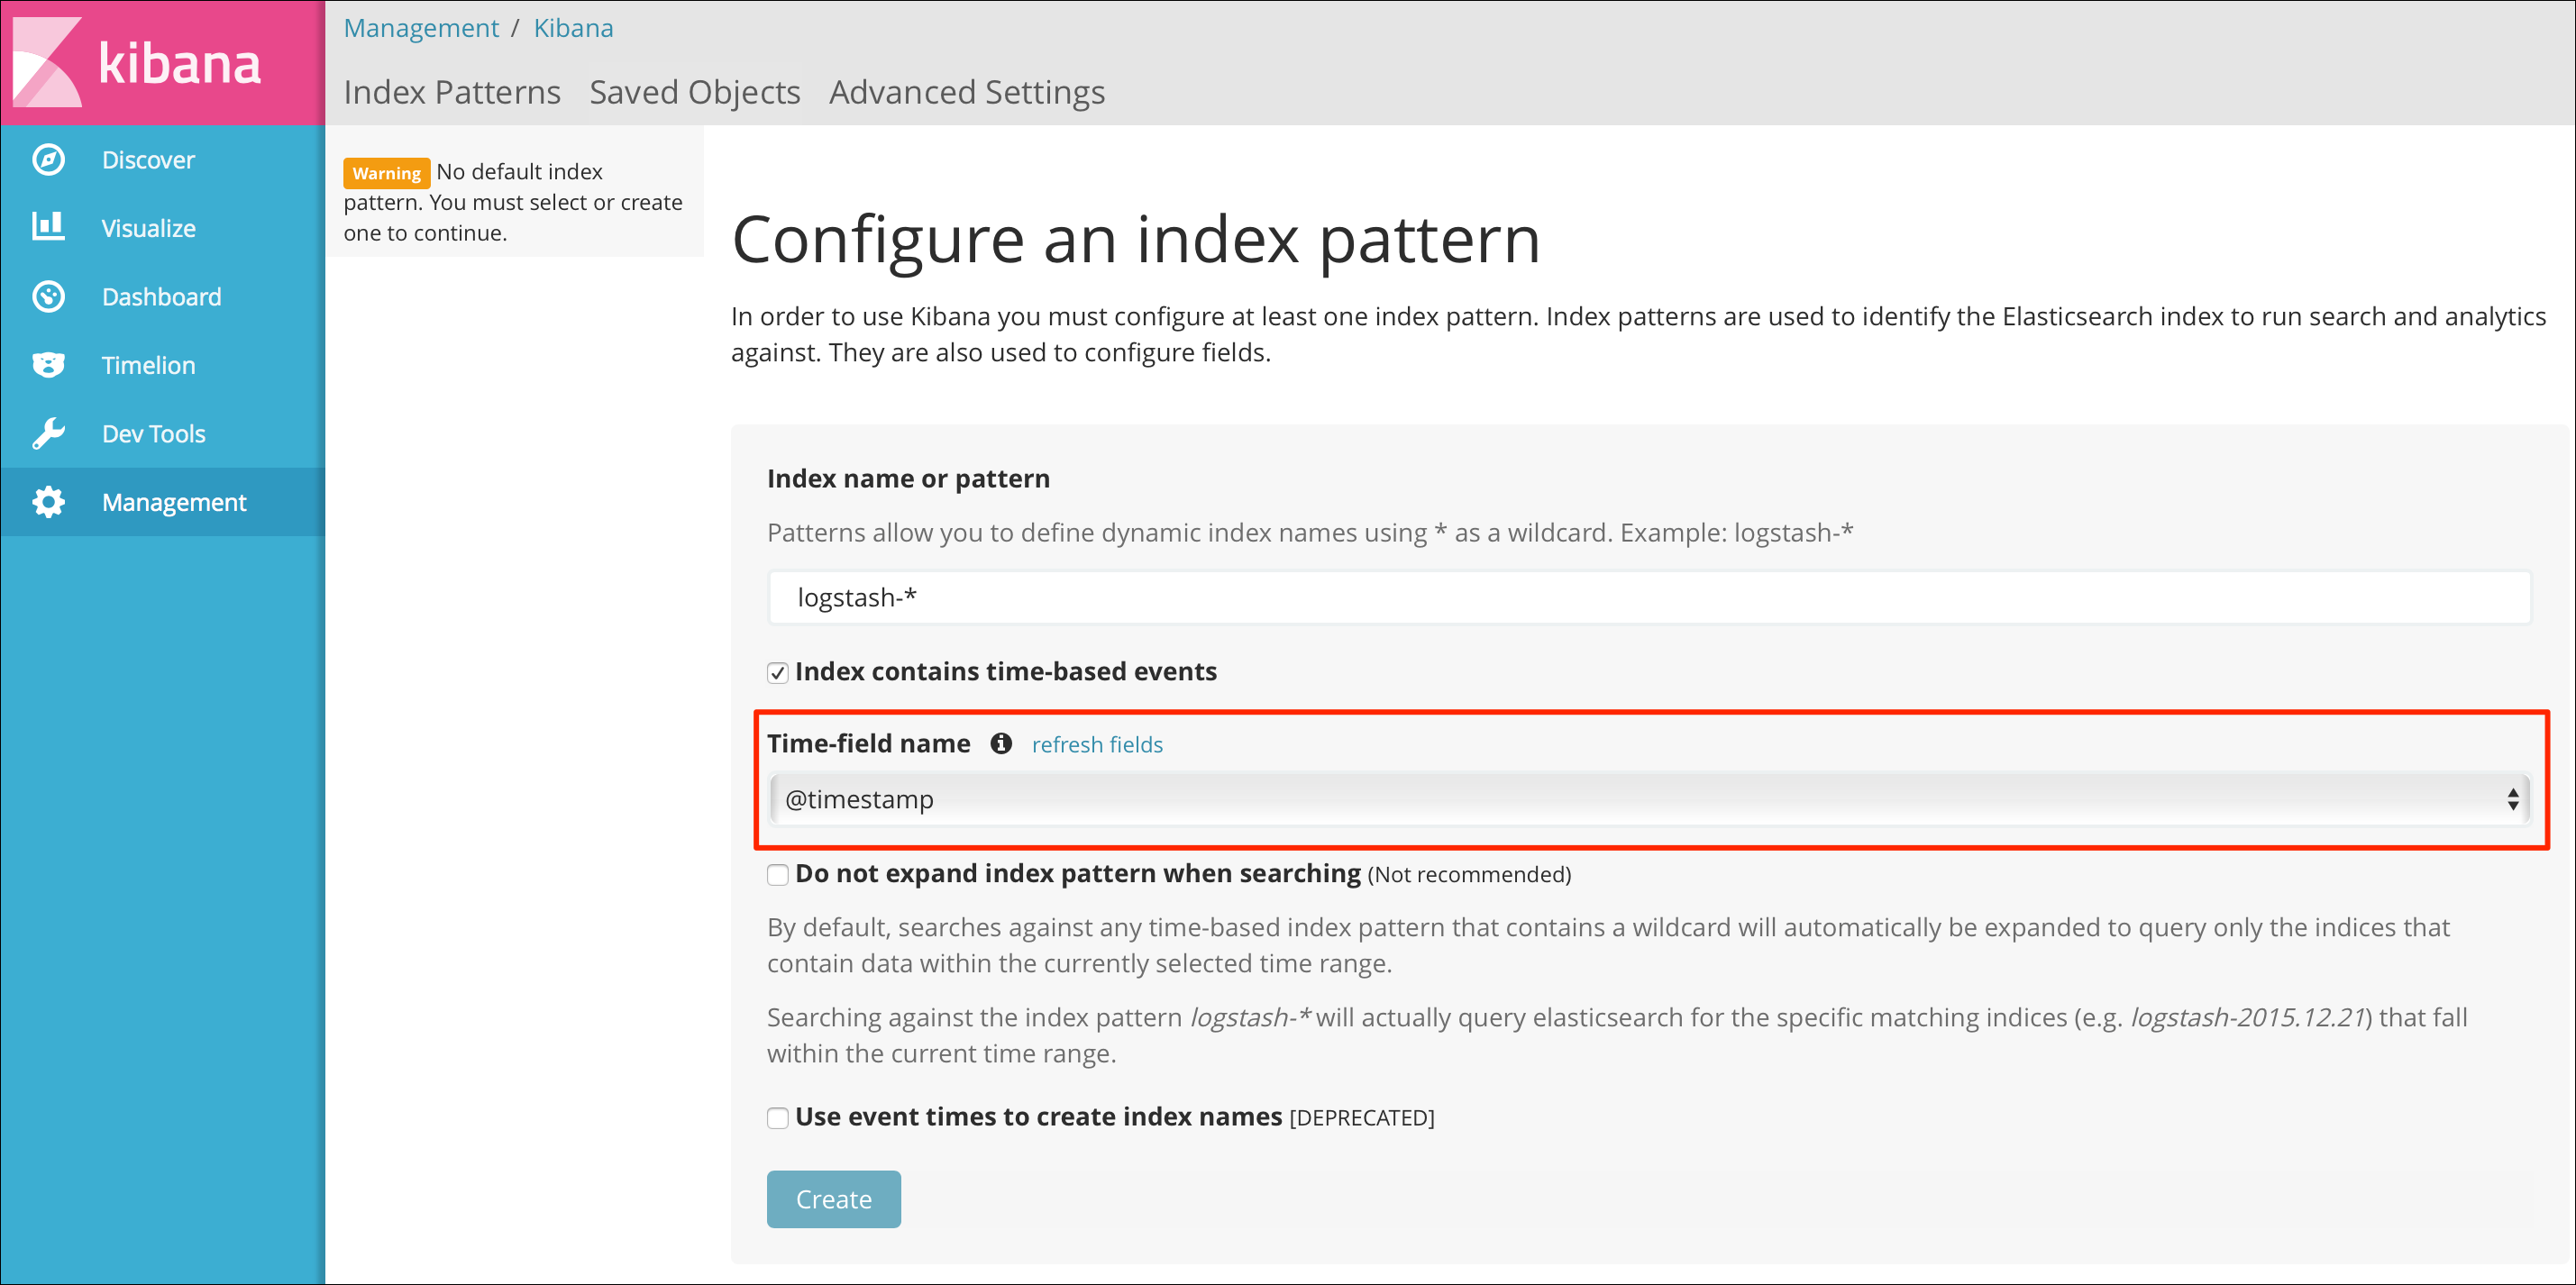 kibana
Management / Kibana
Index Patterns Saved Objects Advanced Settings
Discover
Visualize
Dashboard
Timelion
Dev Tools
Management
Warning No default index
pattern. You must select or create
one to continue.
Configure an index pattern
In order to use Kibana you must configure at least one index pattern. Index patterns are used to identify the Elasticsearch index to run search and analytics
against. They are also used to configure fields.
Index name or pattern
Patterns allow you to define dynamic index names using * as a wildcard. Example: logstash-*
logstash-*
Index contains time-based events
Time-field name refresh fields
@timestamp
Do not expand index pattern when searching (Not recommended)
By default, searches against any time-based index pattern that contains a wildcard will automatically be expanded to query only the indices that
contain data within the currently selected time range.
Searching against the index pattern logstash-* will actually query elasticsearch for the specific matching indices (e.g. logstash-2015.12.21) that fall
within the current time range.
Use event times to create index names [DEPRECATED]
Create